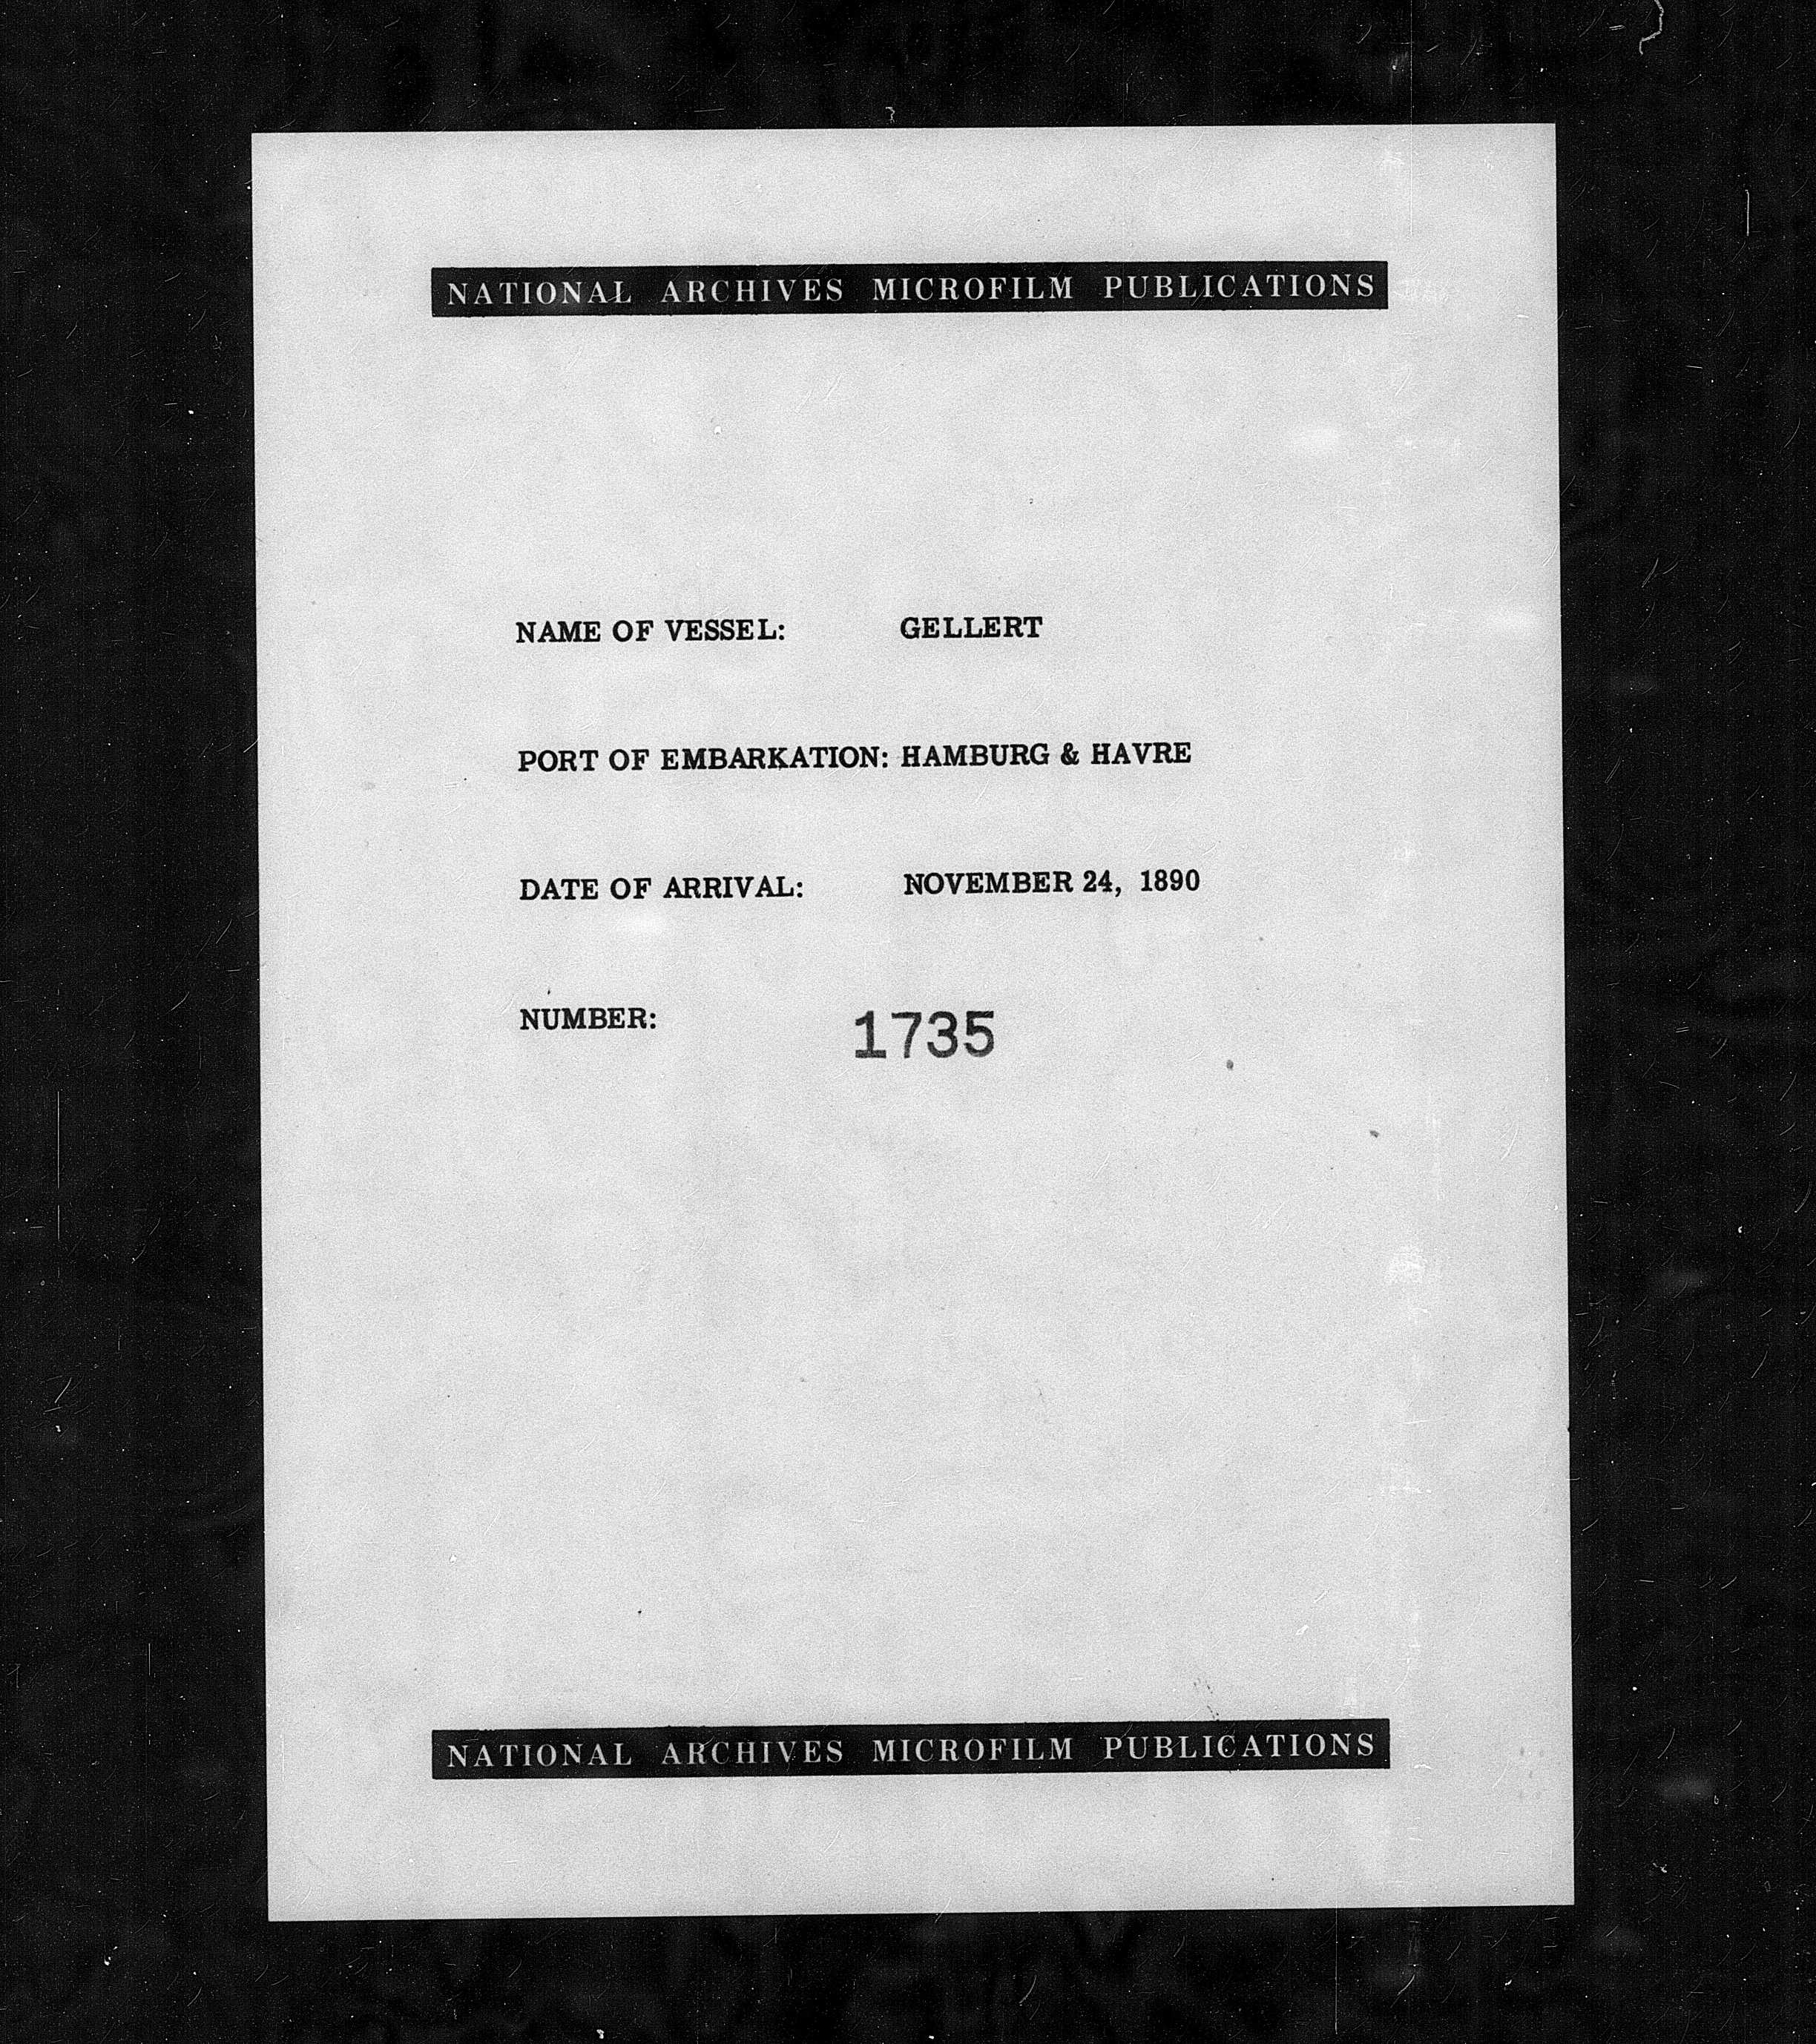 NATIONAL ARCHIVES MICROFILM PUBLICATIONS
NAME OF VESSEL: GELLERT
PORT OF EMBARKATION: HAMBURG & HAVRE
DATE OF ARRIVAL: NOVEMBER 24, 1890
NUMBER: 1735
NATIONAL ARCHIVES MICROFILM PUBLICATIONS